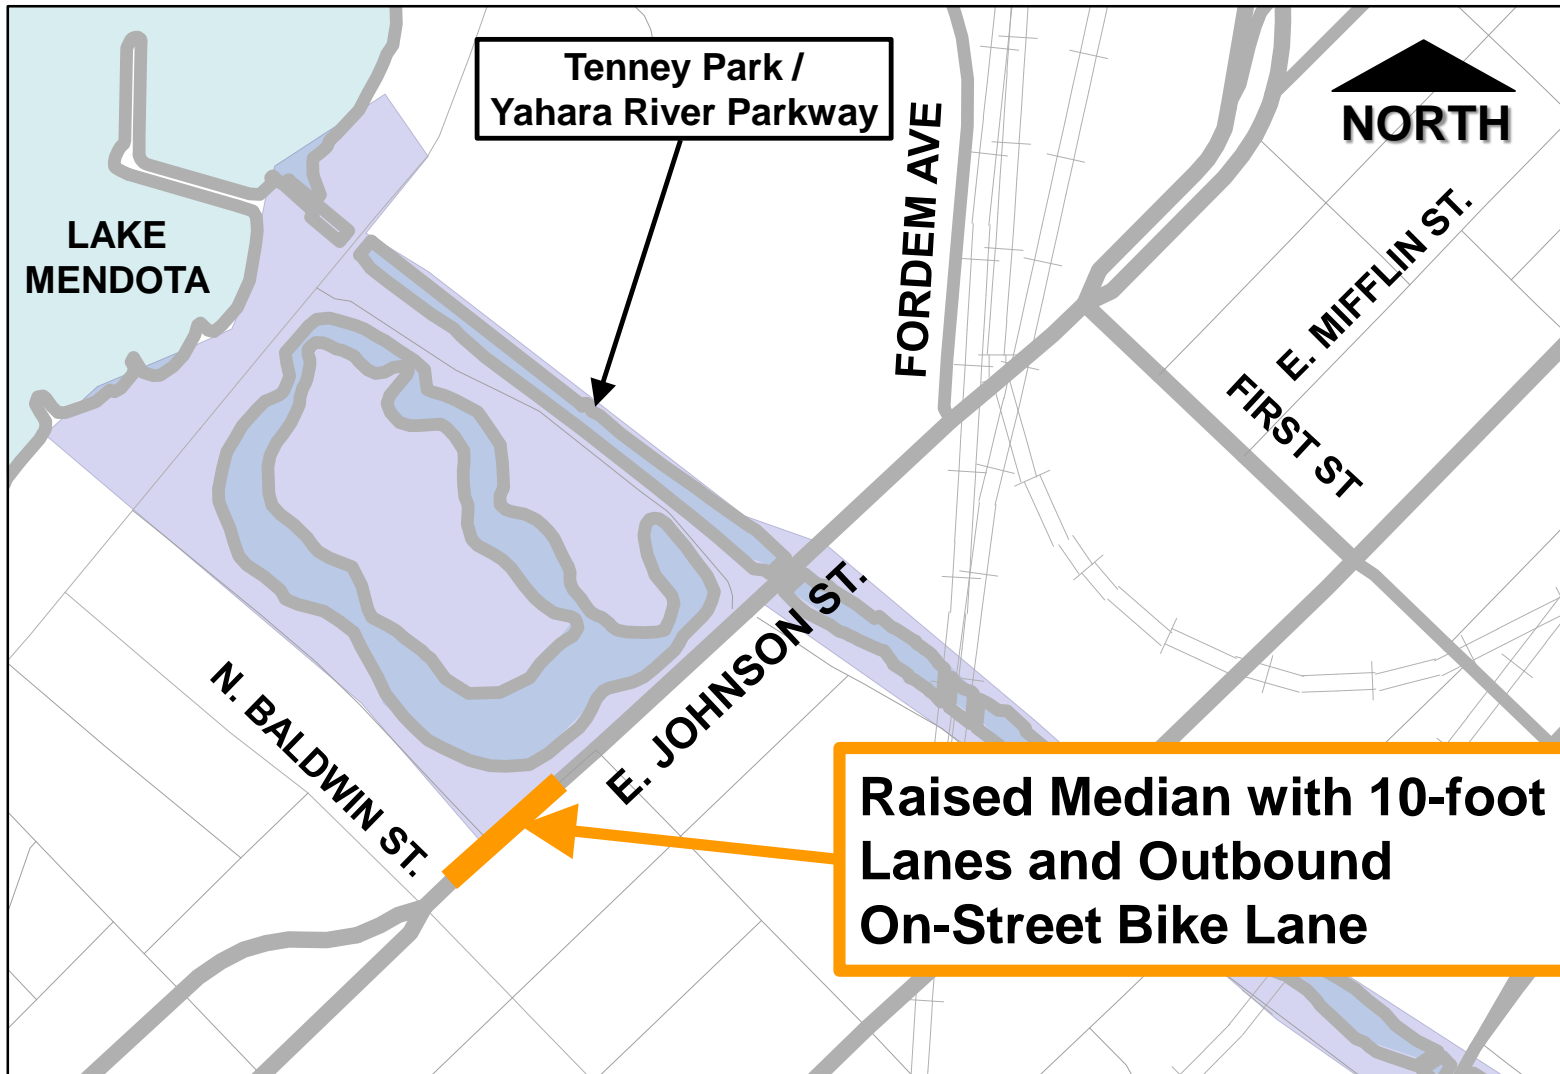 Tenney Park /
Yahara River Parkway
NORTH
LAKE
MENDOTA
FORDEM AVE
E. MIFFLIN ST.
FIRST ST
E. JOHNSON ST.
N. BALDWIN ST.
Raised Median with 10-foot
Lanes and Outbound
On-Street Bike Lane